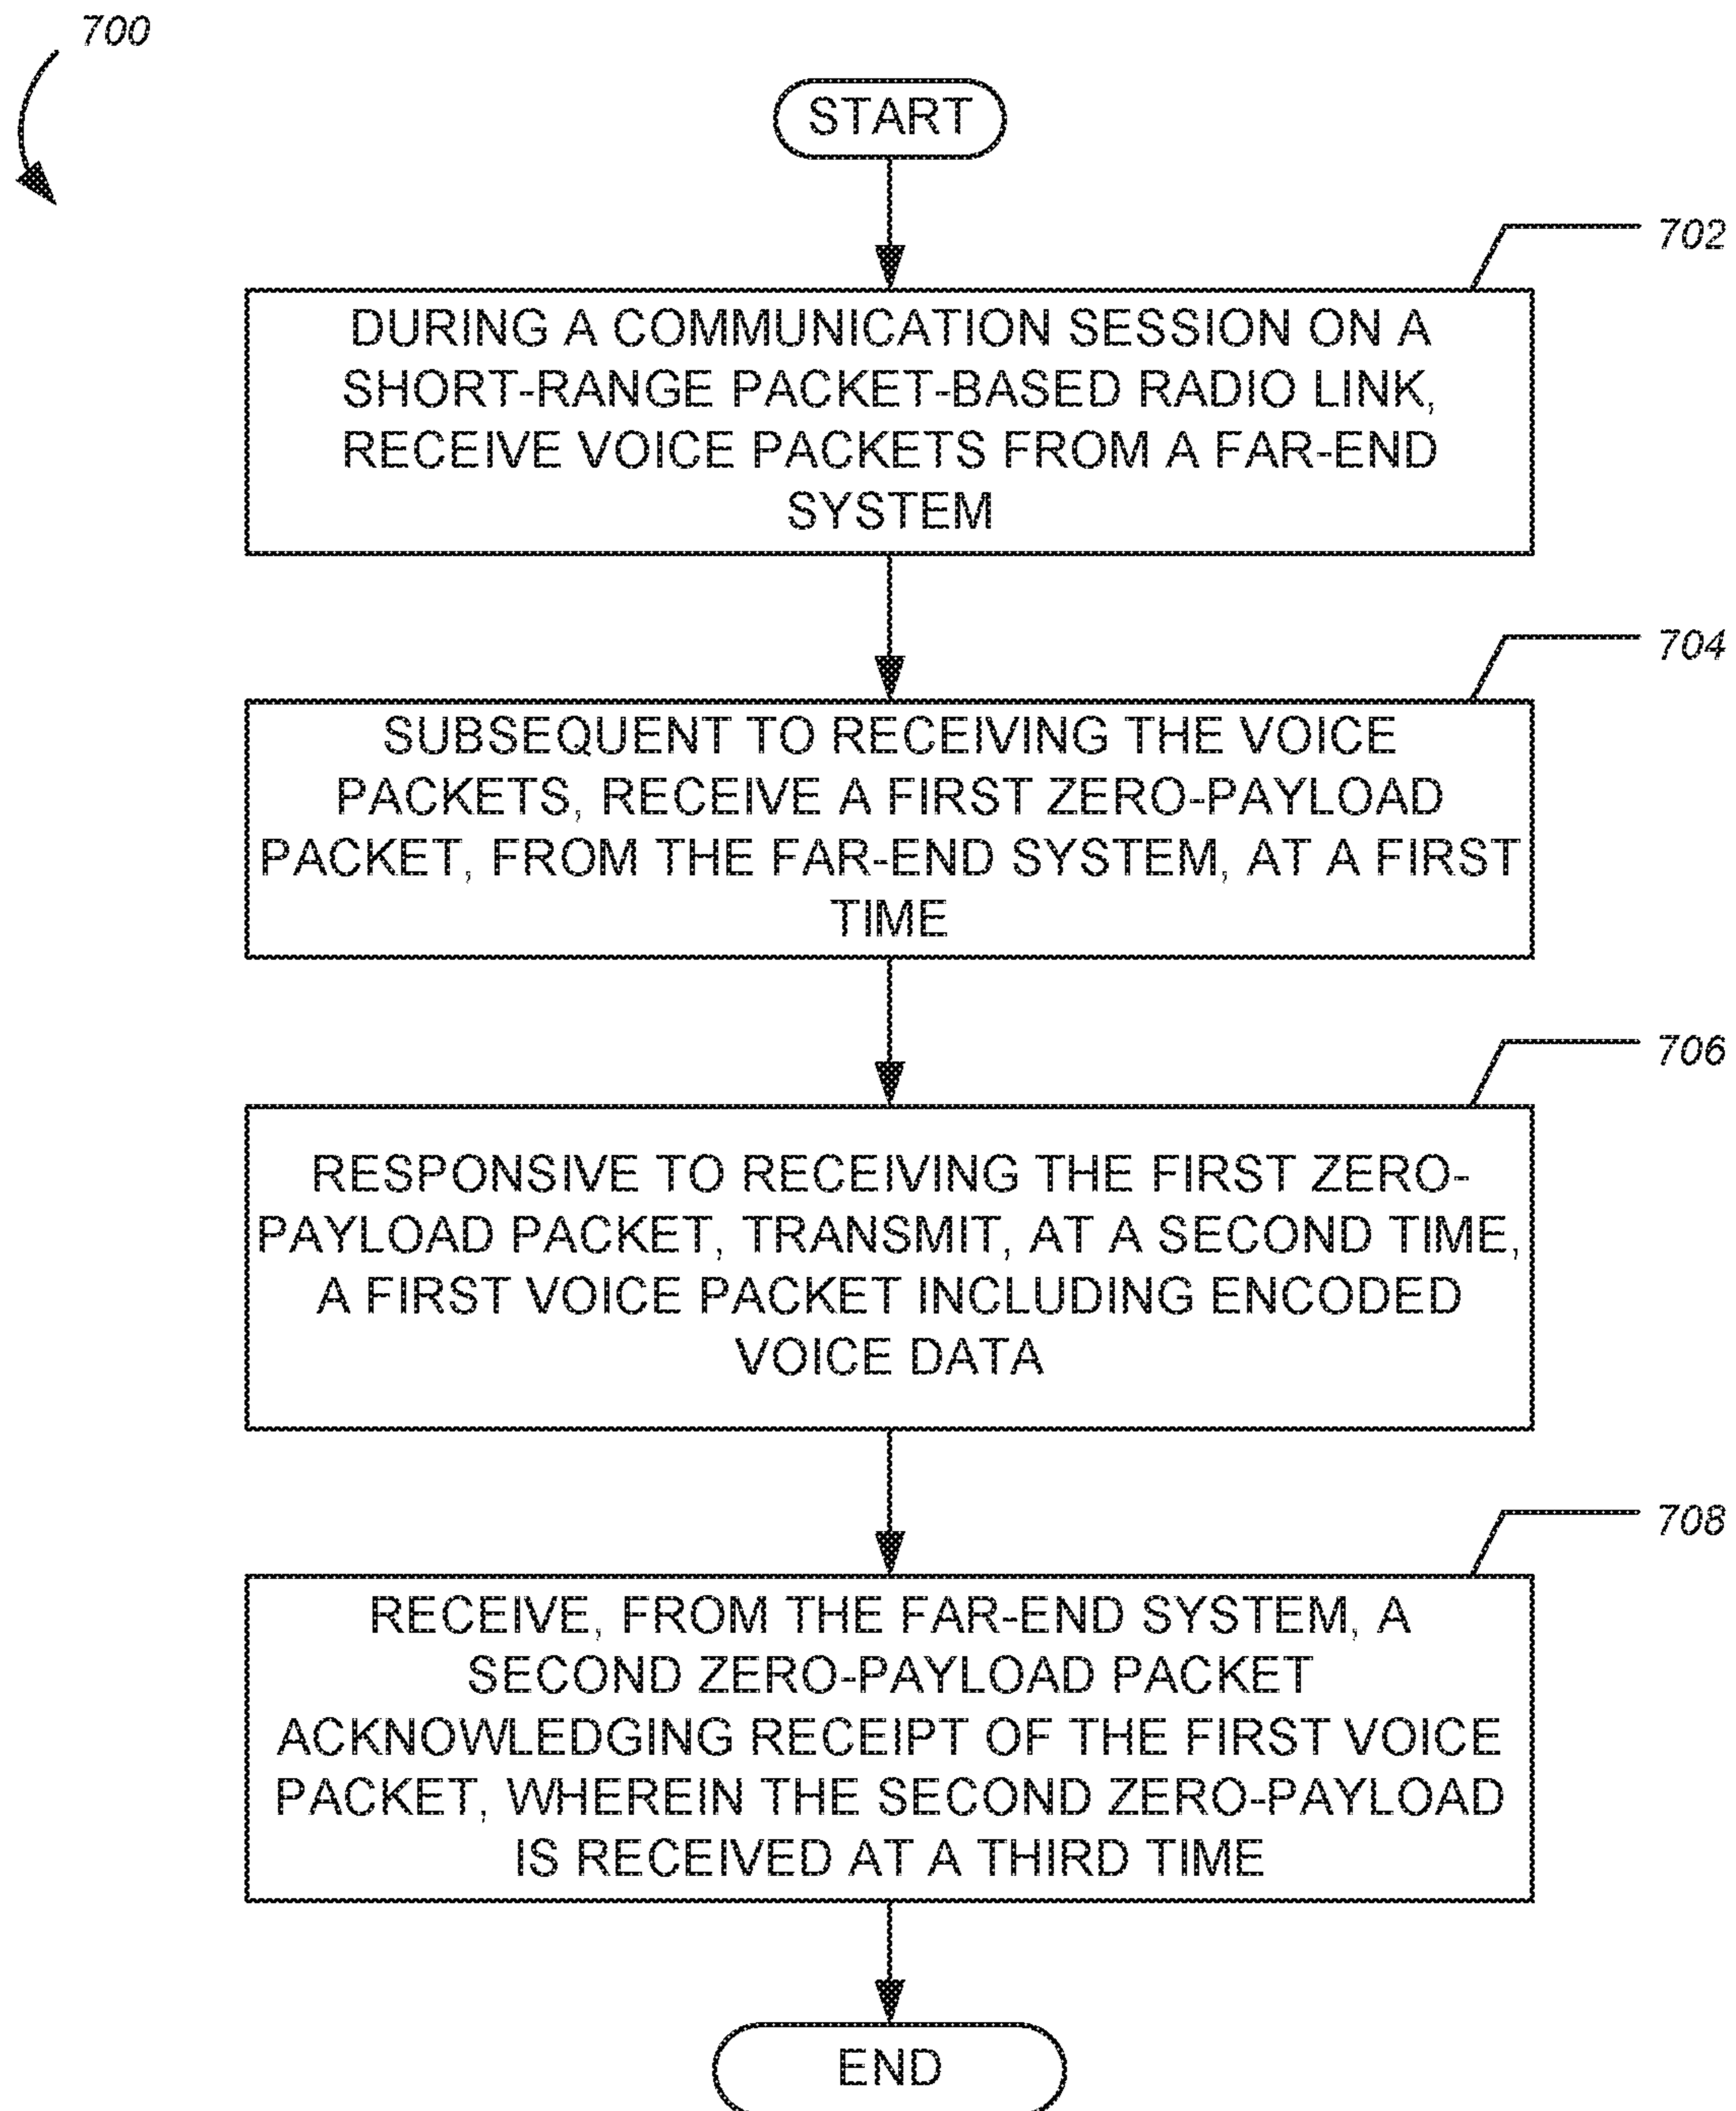 700
START
702
DURING A COMMUNICATION SESSION ON A
SHORT-RANGE PACKET-BASED RADIO LINK,
RECEIVE VOICE PACKETS FROM A FAR-END
SYSTEM
704
SUBSEQUENT TO RECEIVING THE VOICE
PACKETS, RECEIVE A FIRST ZERO-PAYLOAD
PACKET, FROM THE FAR-END SYSTEM, AT A FIRST
TIME
706
RESPONSIVE TO RECEIVING THE FIRST ZERO-
PAYLOAD PACKET, TRANSMIT, AT A SECOND TIME,
A FIRST VOICE PACKET INCLUDING ENCODED
VOICE DATA
708
RECEIVE, FROM THE FAR-END SYSTEM, A
SECOND ZERO-PAYLOAD PACKET
ACKNOWLEDGING RECEIPT OF THE FIRST VOICE
PACKET, WHEREIN THE SECOND ZERO-PAYLOAD
IS RECEIVED AT A THIRD TIME
END